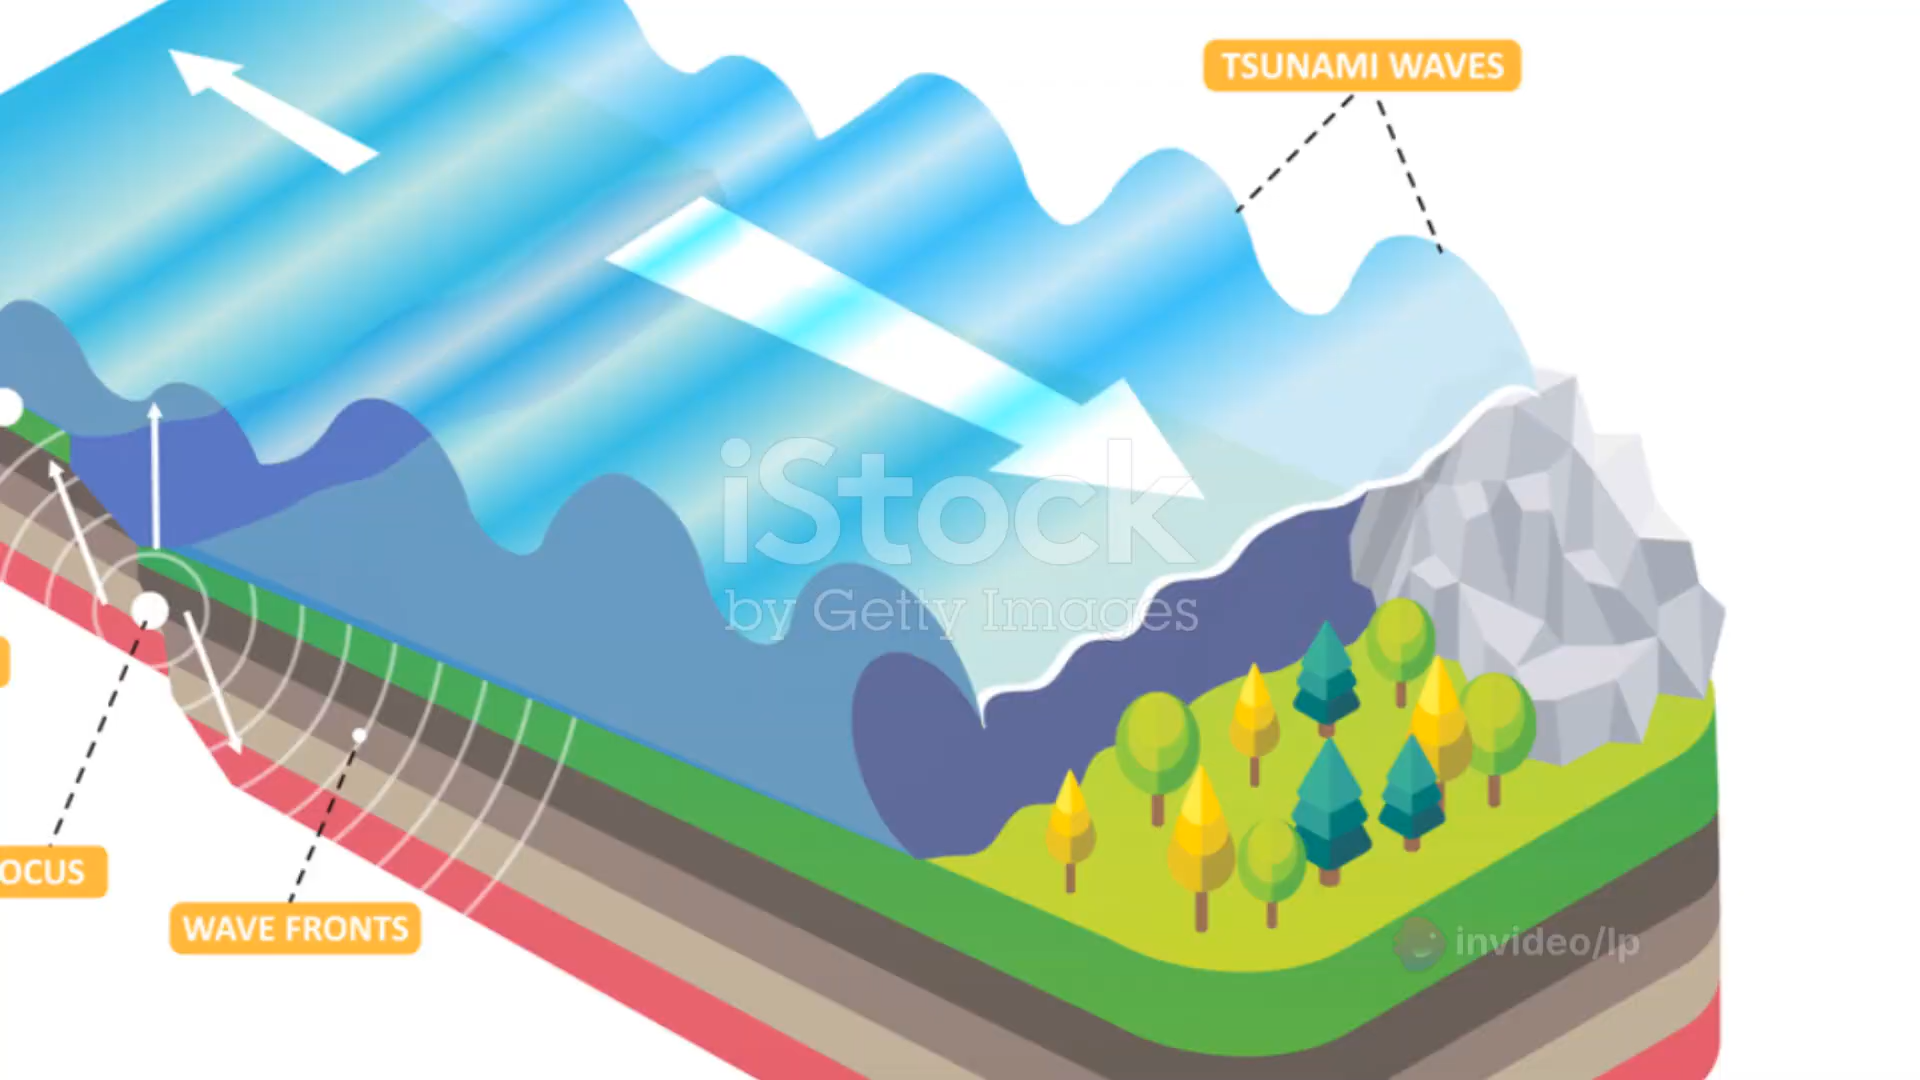 TSUNAMI WAVES
iStock
by Getty Images
OCUS
WAVE FRONTS
invideo/lp